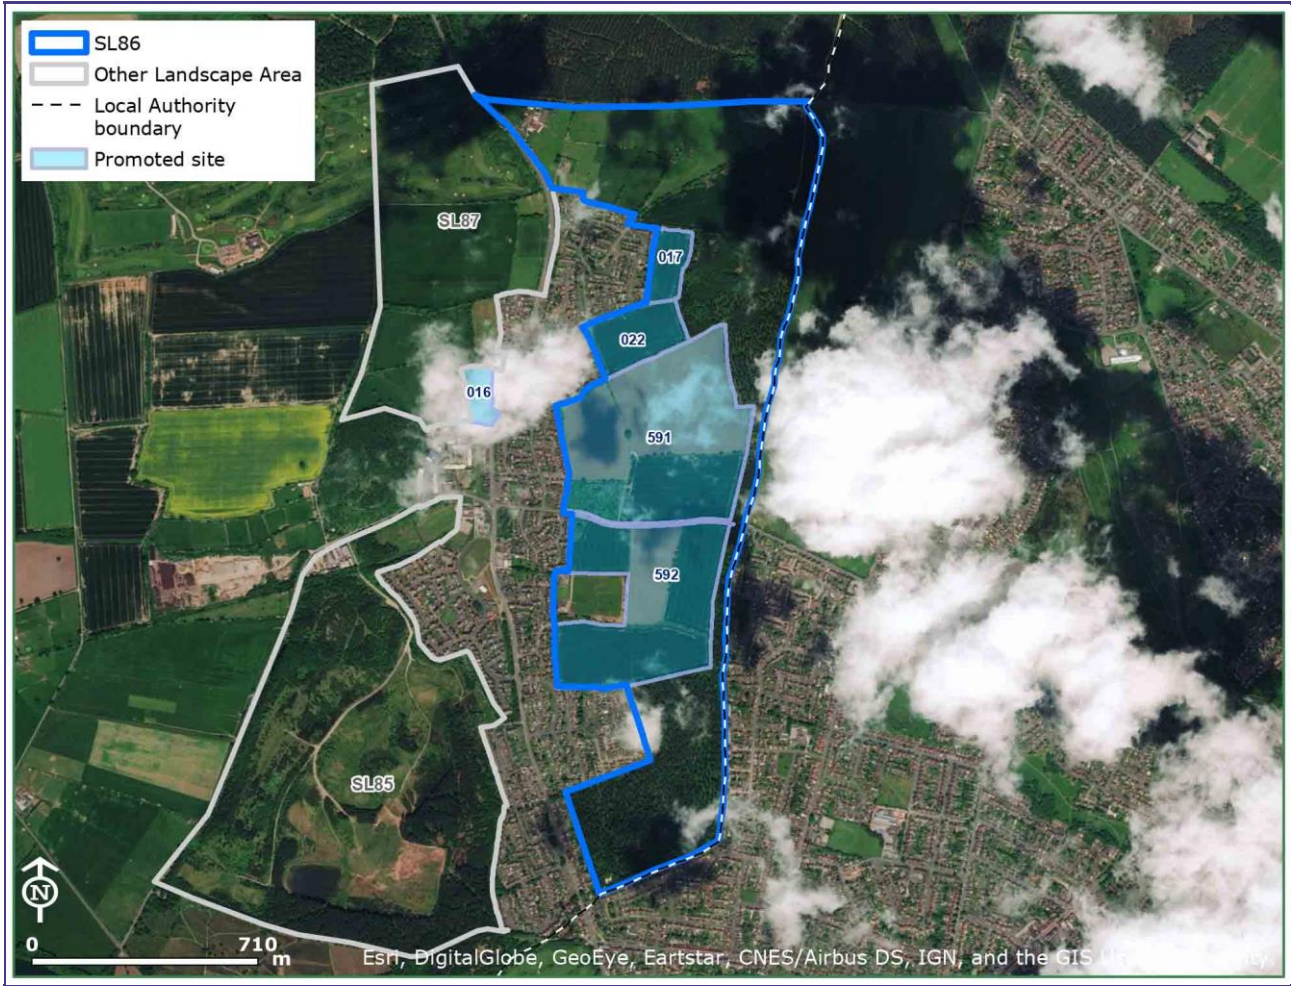 SL86
Other Landscape Area
Local Authority
boundary
Promoted site
SL87
017
022
016
591
592
SL85
N
0 710
m
Esri, DigitalGlobe, GeoEye, Eartstar, CNES/Airbus DS, IGN, and the GIS